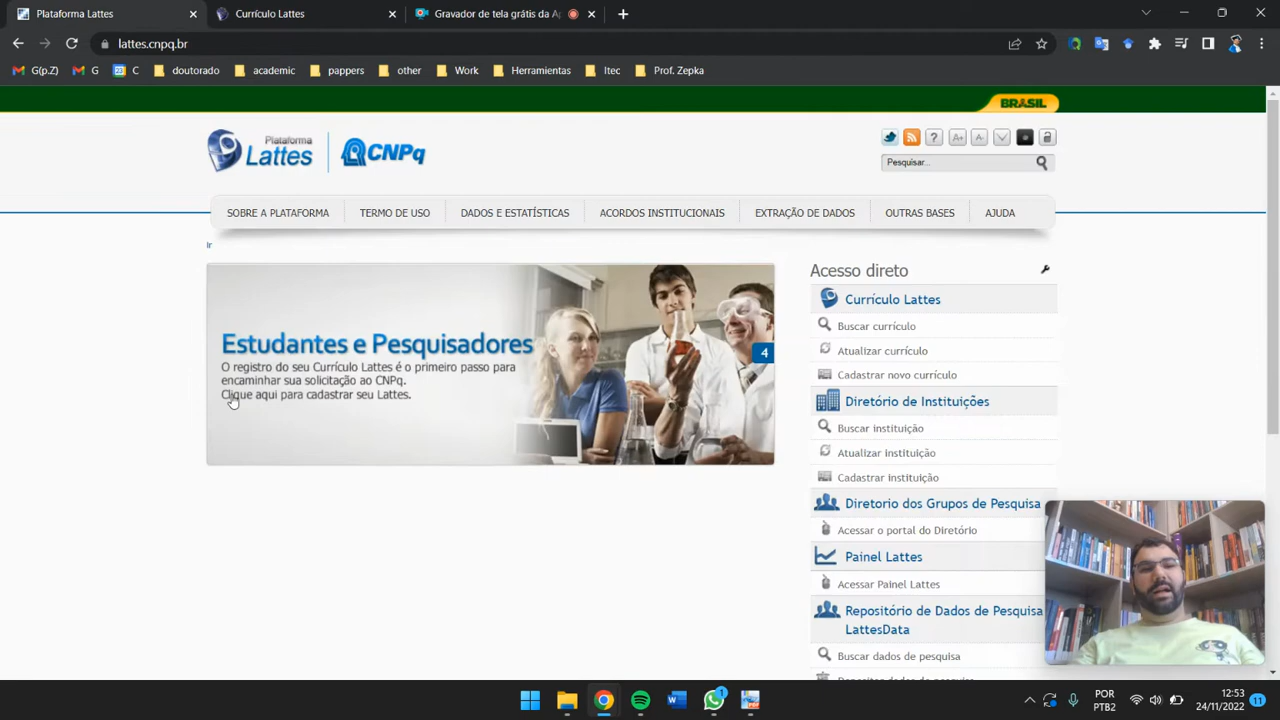 Plataforma Lattes
Currículo Lattes
Gravador de tela grátis da Ap
lattes.cnpq.br
G(p.Z)
G
C
doutorado
academic
pappers
other
Work
Herramientas
Itec
Prof. Zepka
BRASIL
Plataforma
Lattes
CNPq
A+
A-
Pesquisar...
SOBRE A PLATAFORMA
TERMO DE USO
DADOS E ESTATÍSTICAS
ACORDOS INSTITUCIONAIS
EXTRAÇÃO DE DADOS
OUTRAS BASES
AJUDA
Estudantes e Pesquisadores
O registro do seu Currículo Lattes é o primeiro passo para
encaminhar sua solicitação ao CNPq.
Clique aqui para cadastrar seu Lattes.
4
Acesso direto
Currículo Lattes
Buscar currículo
Atualizar currículo
Cadastrar novo currículo
Diretório de Instituições
Buscar instituição
Atualizar instituição
Cadastrar instituição
Diretorio dos Grupos de Pesquisa
Acessar o portal do Diretório
Painel Lattes
Acessar Painel Lattes
Repositório de Dados de Pesquisa
LattesData
Buscar dados de pesquisa
1
POR
PTB2
12:53
24/11/2022
11